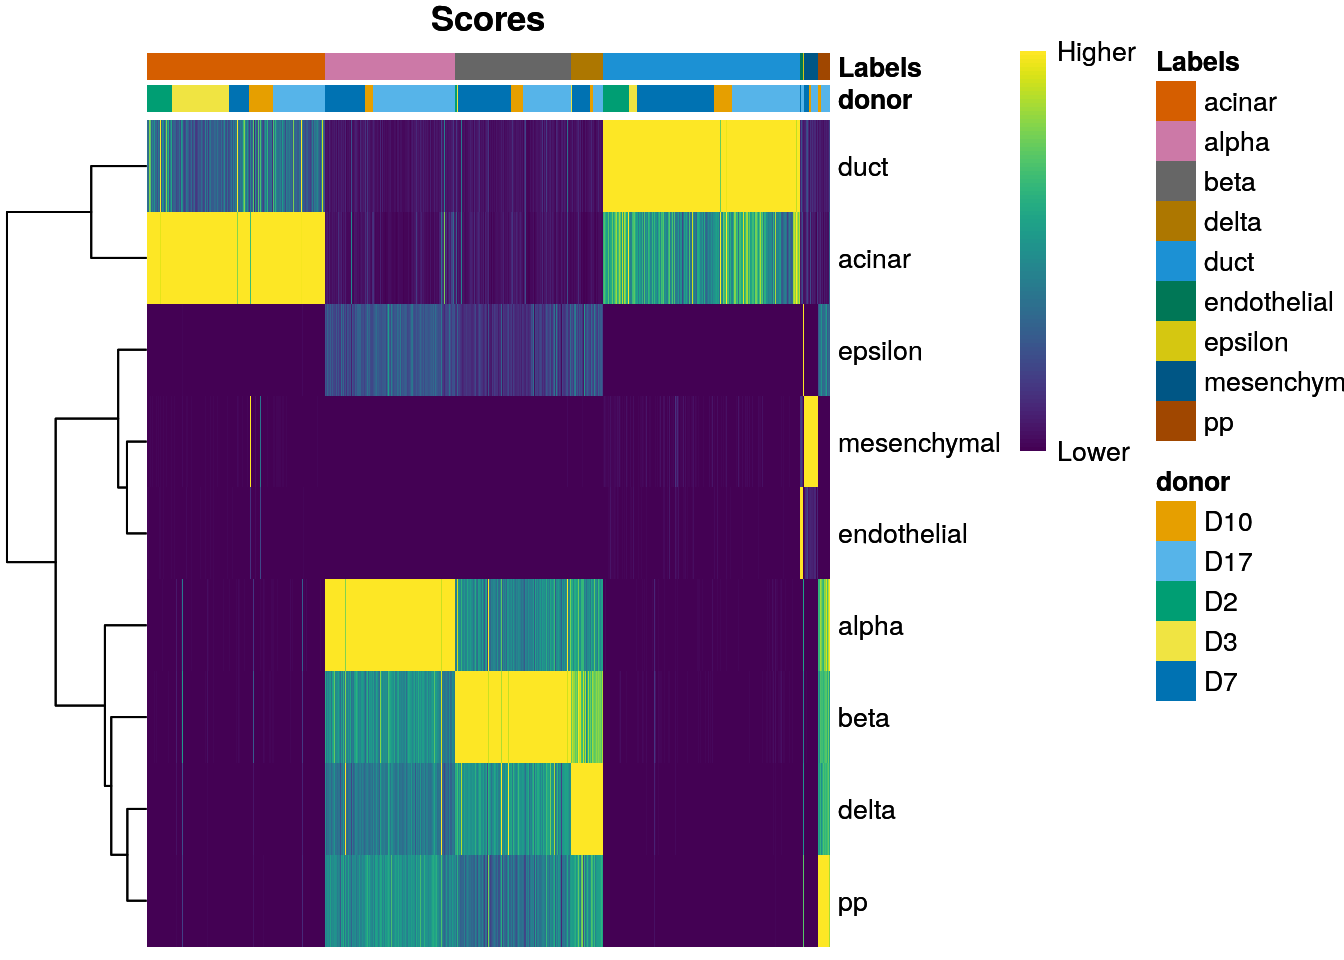 Scores
Labels
donor
duct
acinar
epsilon
mesenchymal
endothelial
alpha
beta
delta
pp
Higher
Lower
Labels
acinar
alpha
beta
delta
duct
endothelial
epsilon
mesenchym
pp
donor
D10
D17
D2
D3
D7